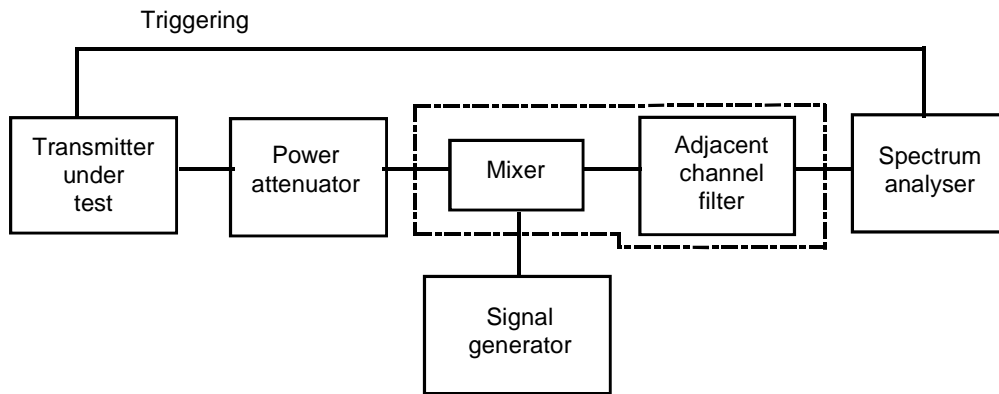 Triggering
Transmitter
under
test
Power
attenuator
Mixer
Adjacent
channel
filter
Spectrum
analyser
Signal
generator